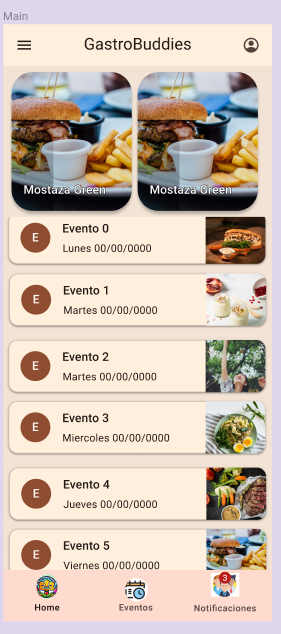 Main
GastroBuddies
Mostaza Green
Mostaza Green
E
Evento 0
Lunes 00/00/0000
E
Evento 1
Martes 00/00/0000
E
Evento 2
Martes 00/00/0000
E
Evento 3
Miercoles 00/00/0000
E
Evento 4
Jueves 00/00/0000
E
Evento 5
Viernes 00/00/0000
3
Home
Eventos
Notificaciones